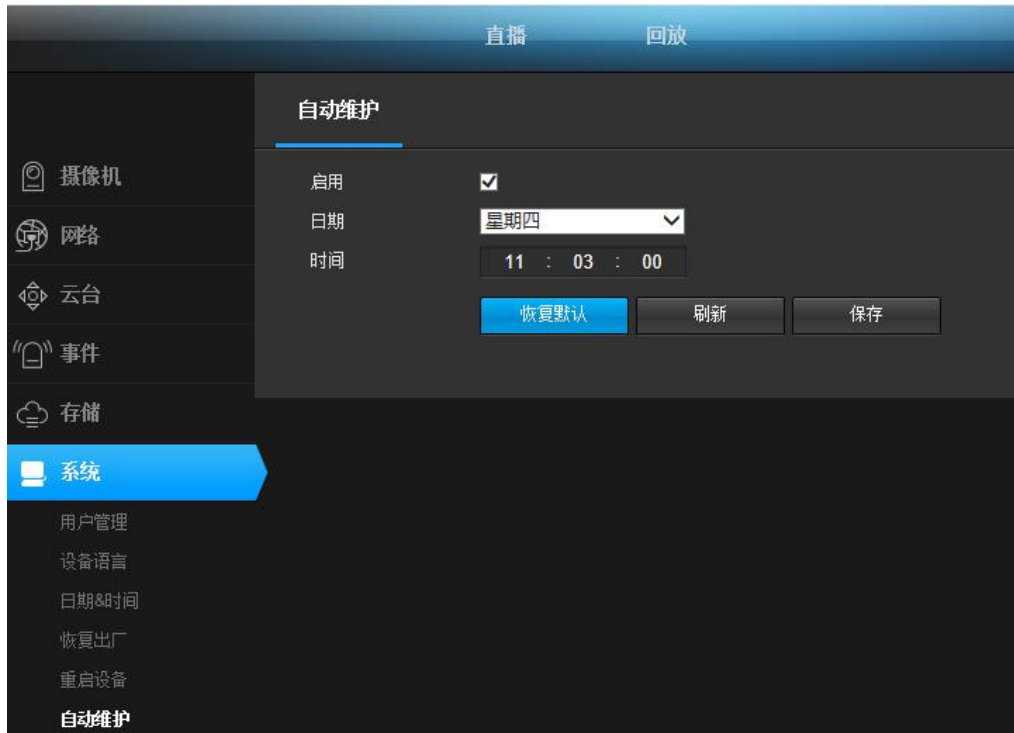 直播 回放
自动维护
摄像机
网络
云台
事件
存储
系统
用户管理
设备语言
日期&时间
恢复出厂
重启设备
自动维护
启用
日期 星期四
时间 11 : 03 : 00
恢复默认 刷新 保存